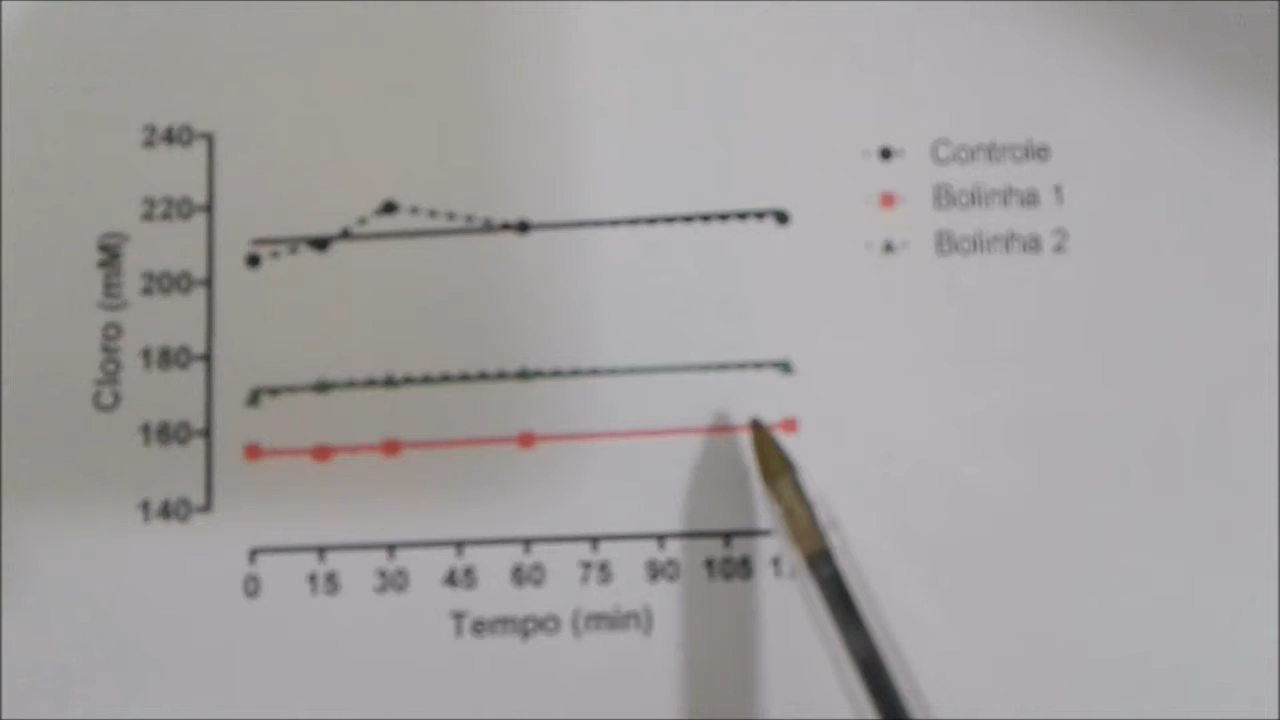 240
220
200
180
160
140
Cloro (mM)
0 15 30 45 60 75 90 105
Tempo (min)
Controle
Bolinha 1
Bolinha 2